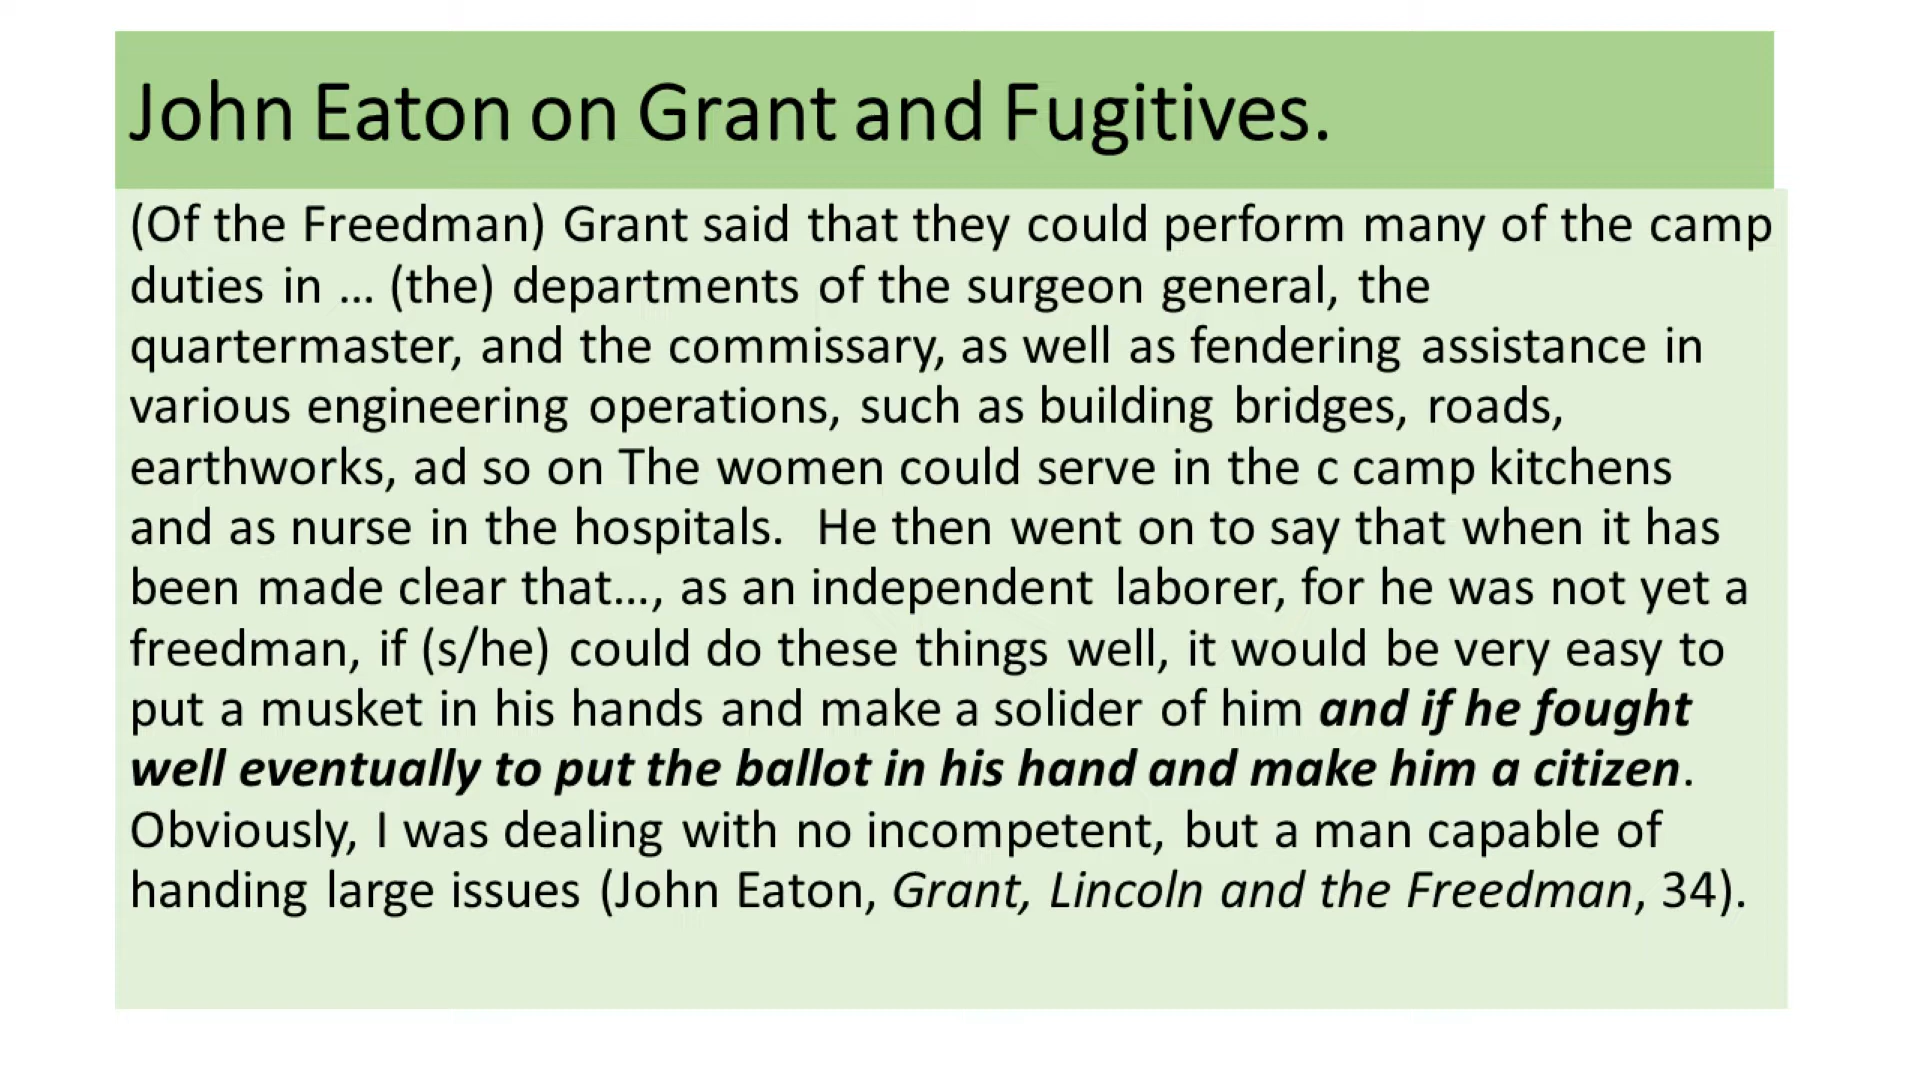 John Eaton on Grant and Fugitives.
(Of the Freedman) Grant said that they could perform many of the camp
duties in … (the) departments of the surgeon general, the
quartermaster, and the commissary, as well as fendering assistance in
various engineering operations, such as building bridges, roads,
earthworks, ad so on The women could serve in the c camp kitchens
and as nurse in the hospitals.  He then went on to say that when it has
been made clear that…, as an independent laborer, for he was not yet a
freedman, if (s/he) could do these things well, it would be very easy to
put a musket in his hands and make a solider of him and if he fought
well eventually to put the ballot in his hand and make him a citizen.
Obviously, I was dealing with no incompetent, but a man capable of
handing large issues (John Eaton, Grant, Lincoln and the Freedman, 34).